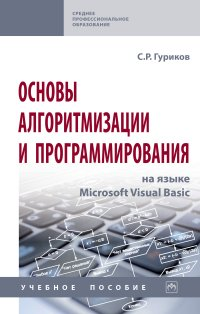 СРЕДНЕЕ
ПРОФЕССИОНАЛЬНОЕ
ОБРАЗОВАНИЕ
С.Р. Гуриков
ОСНОВЫ
АЛГОРИТМИЗАЦИИ
И ПРОГРАММИРОВАНИЯ
на языке
Microsoft Visual Basic
УЧЕБНОЕ ПОСОБИЕ